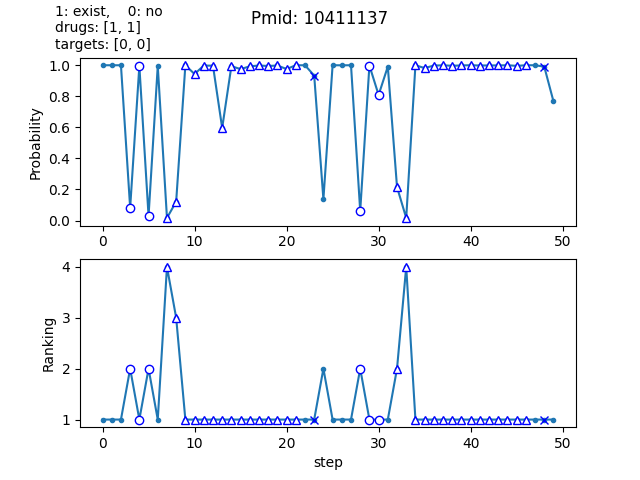 1: exist,    0: no
Pmid: 10411137
drugs: [1, 1]
targets: [0, 0]
1.0
0.8
0.6
0.4
0.2
0.0
Probability
0 10 20 30 40 50
4
3
2
1
Ranking
0 10 20 30 40 50
step